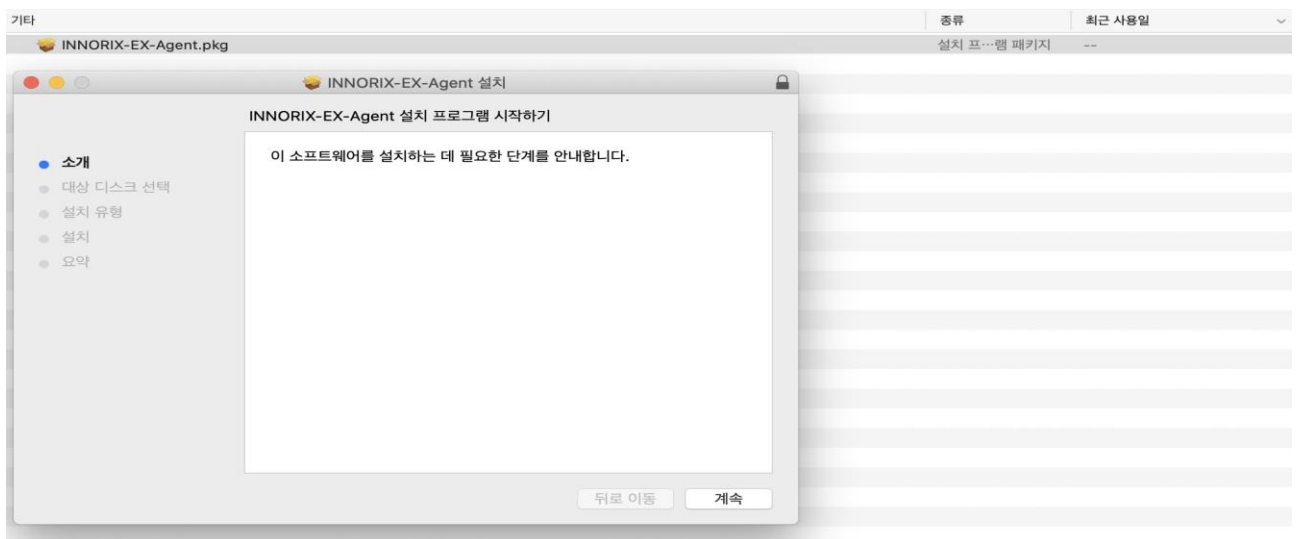 기타 종류 최근 사용일
INNORIX-EX-Agent.pkg 설치 프…램 패키지 --
INNORIX-EX-Agent 설치
INNORIX-EX-Agent 설치 프로그램 시작하기
이 소프트웨어를 설치하는 데 필요한 단계를 안내합니다.
소개
대상 디스크 선택
설치 유형
설치
요약
뒤로 이동 계속